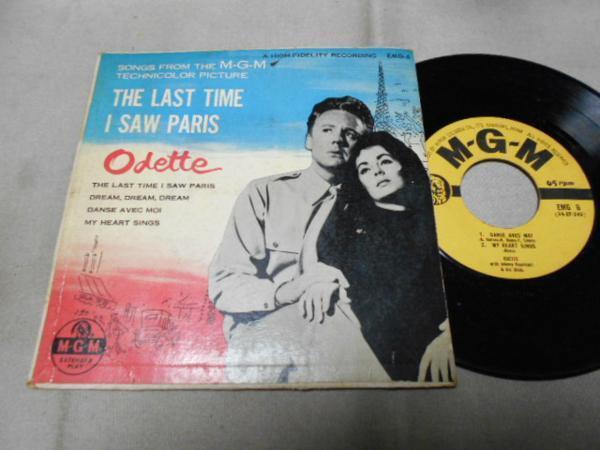 A HIGH FIDELITY RECORDING EMG-6
SONGS FROM THE M-G-M
TECHNICOLOR PICTURE
THE LAST TIME
I SAW PARIS
Odette
THE LAST TIME I SAW PARIS
DREAM, DREAM, DREAM
DANSE AVEC MOI
MY HEART SINGS
M-G-M
EXTENDED
PLAY
M-G-M
45 rpm
EMG 6
1. DANSE AVEC MOI
2. MY HEART SINGS
ODETTE